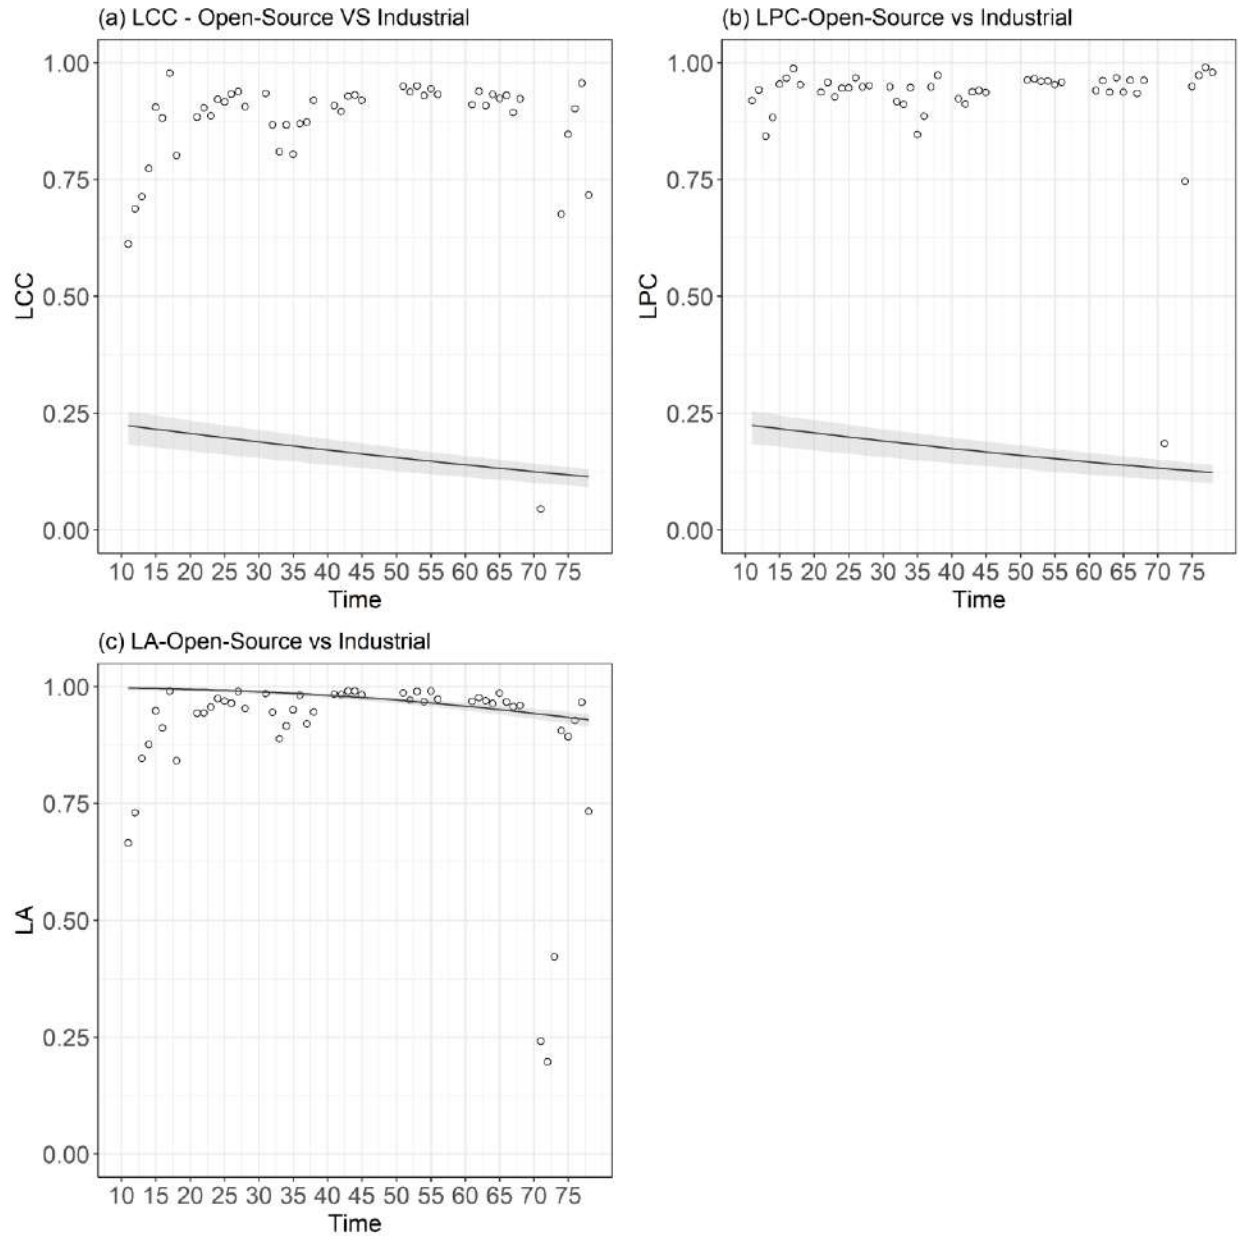 (a) LCC - Open-Source VS Industrial
1.00
0.75
0.50
0.25
0.00
LCC
10 15 20 25 30 35 40 45 50 55 60 65 70 75
Time
(b) LPC-Open-Source vs Industrial
1.00
0.75
0.50
0.25
0.00
LPC
10 15 20 25 30 35 40 45 50 55 60 65 70 75
Time
(c) LA-Open-Source vs Industrial
1.00
0.75
0.50
0.25
0.00
LA
10 15 20 25 30 35 40 45 50 55 60 65 70 75
Time